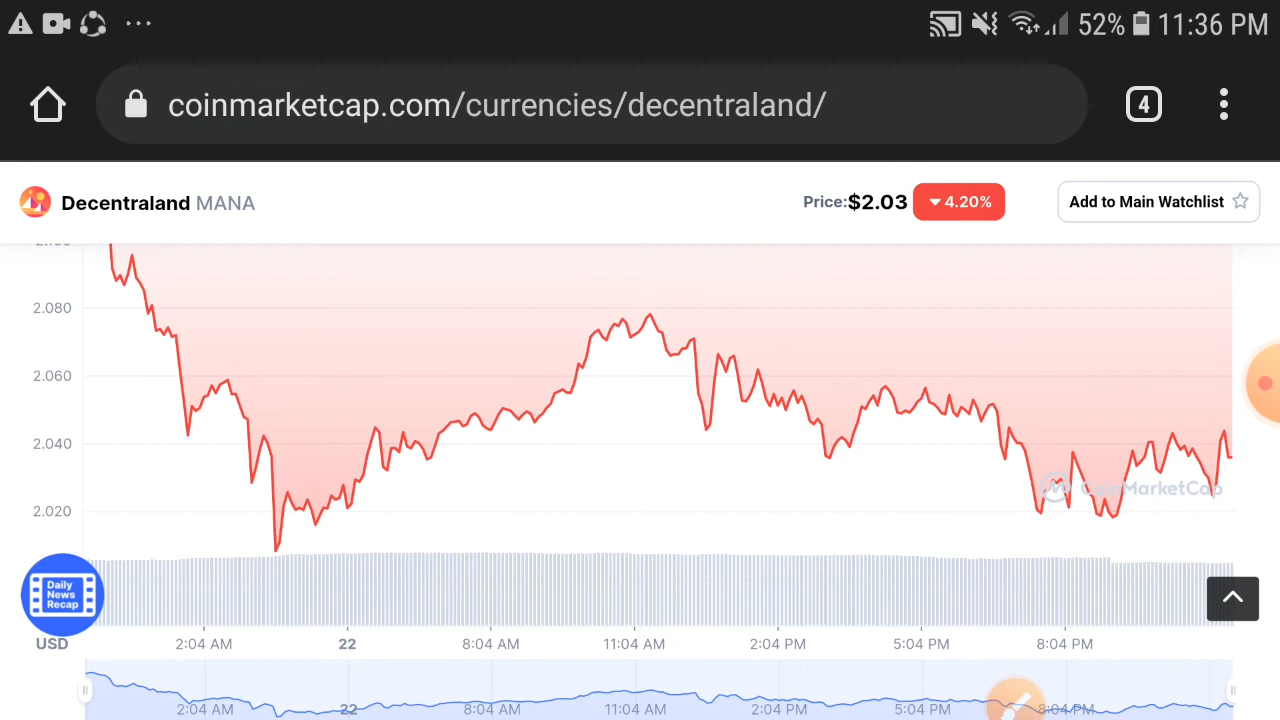 52% 11:36 PM
coinmarketcap.com/currencies/decentraland/
4
Decentraland MANA
Price:$2.03
4.20%
Add to Main Watchlist
2.080
2.060
2.040
2.020
CoinMarketCap
Daily
News
Recap
USD
2:04 AM 22 8:04 AM 11:04 AM 2:04 PM 5:04 PM 8:04 PM
2:04 AM 22 8:04 AM 11:04 AM 2:04 PM 5:04 PM 8:04 PM